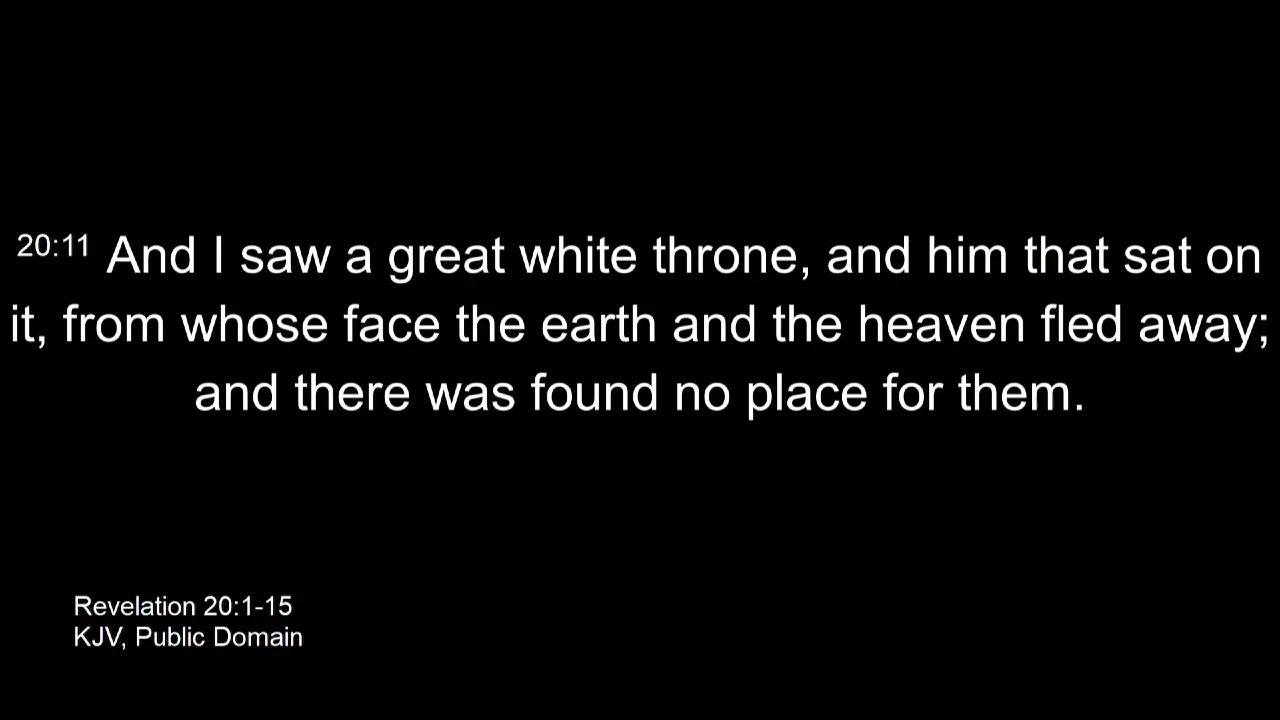 20:11 And I saw a great white throne, and him that sat on
it, from whose face the earth and the heaven fled away;
and there was found no place for them.
Revelation 20:1-15
KJV, Public Domain